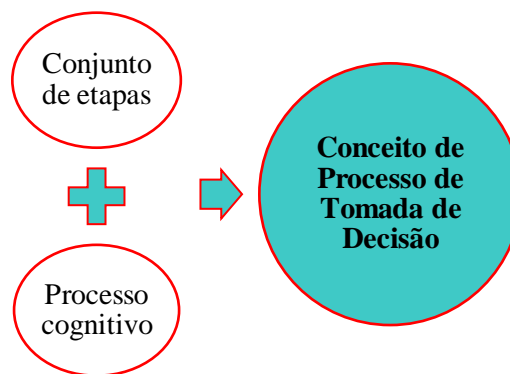 Conjunto
de etapas
Processo
cognitivo
Conceito de
Processo de
Tomada de
Decisão